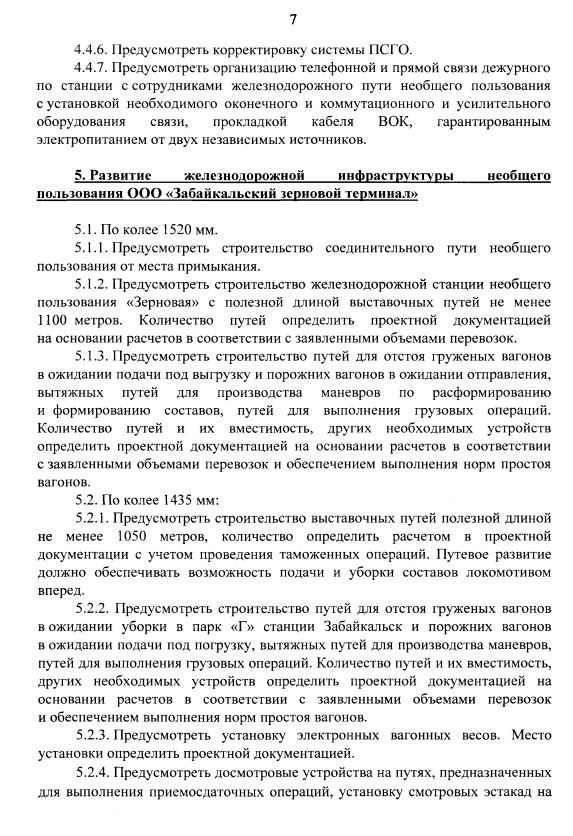 7
4.4.6. Предусмотреть корректировку системы ПСГО.
4.4.7. Предусмотреть организацию телефонной и прямой связи дежурного
по станции с сотрудниками железнодорожного пути необщего пользования
с установкой необходимого оконечного и коммутационного и усилительного
оборудования связи, прокладкой кабеля ВОК, гарантированным
электропитанием от двух независимых источников.
5. Развитие железнодорожной инфраструктуры необщего
пользования ООО «Забайкальский зерновой терминал»
5.1. По колее 1520 мм.
5.1.1. Предусмотреть строительство соединительного пути необщего
пользования от места примыкания.
5.1.2. Предусмотреть строительство железнодорожной станции необщего
пользования «Зерновая» с полезной длиной выставочных путей не менее
1100 метров. Количество путей определить проектной документацией
на основании расчетов в соответствии с заявленными объемами перевозок.
5.1.3. Предусмотреть строительство путей для отстоя груженых вагонов
в ожидании подачи под выгрузку и порожних вагонов в ожидании отправления,
вытяжных путей для производства маневров по расформированию
и формированию составов, путей для выполнения грузовых операций.
Количество путей и их вместимость, других необходимых устройств
определить проектной документацией на основании расчетов в соответствии
с заявленными объемами перевозок и обеспечением выполнения норм простоя
вагонов.
5.2. По колее 1435 мм:
5.2.1. Предусмотреть строительство выставочных путей полезной длиной
не менее 1050 метров, количество определить расчетом в проектной
документации с учетом проведения таможенных операций. Путевое развитие
должно обеспечивать возможность подачи и уборки составов локомотивом
вперед.
5.2.2. Предусмотреть строительство путей для отстоя груженых вагонов
в ожидании уборки в парк «Г» станции Забайкальск и порожних вагонов
в ожидании подачи под погрузку, вытяжных путей для производства маневров,
путей для выполнения грузовых операций. Количество путей и их вместимость,
других необходимых устройств определить проектной документацией на
основании расчетов в соответствии с заявленными объемами перевозок
и обеспечением выполнения норм простоя вагонов.
5.2.3. Предусмотреть установку электронных вагонных весов. Место
установки определить проектной документацией.
5.2.4. Предусмотреть досмотровые устройства на путях, предназначенных
для выполнения приемосдаточных операций, установку смотровых эстакад на